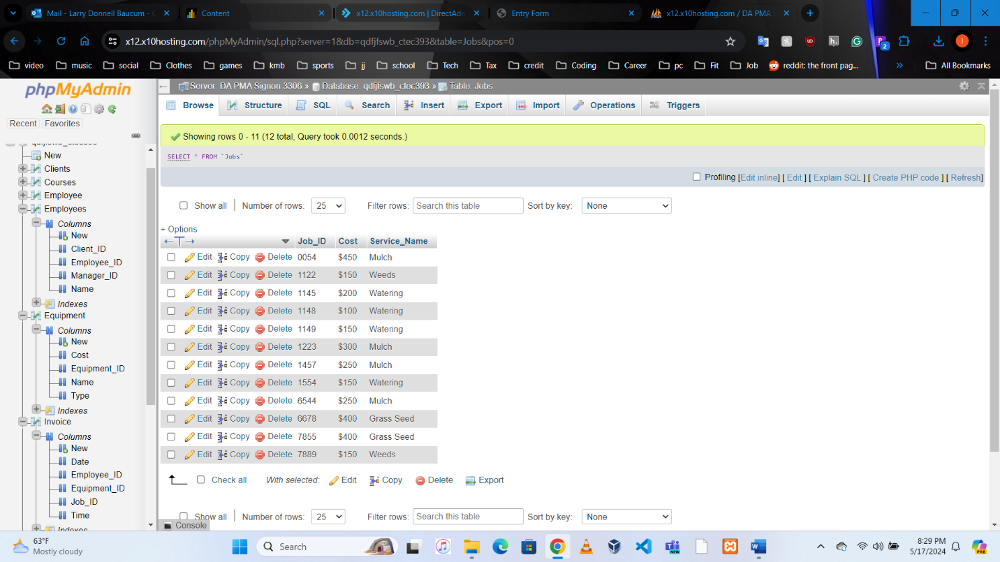 Mail - Larry Donnell Baucum - 
Content
x12.x10hosting.com | DirectAdm
Entry Form
x12.x10hosting.com / DA PMA
x12.x10hosting.com/phpMyAdmin/sql.php?server=1&db=qdfjfswb_ctec393&table=Jobs&pos=0
video music social Clothes games kmb sports jj school Tech Tax credit Coding Career pc Fit Job reddit: the front pag... » All Bookmarks
phpMyAdmin
Recent Favorites
qdfjfswb_ctec393
New
Clients
Courses
Employee
Employees
Columns
New
Client_ID
Employee_ID
Manager_ID
Name
Indexes
Equipment
Columns
New
Cost
Equipment_ID
Name
Type
Indexes
Invoice
Columns
New
Date
Employee_ID
Equipment_ID
Job_ID
Time
Indexes
Server: DA PMA Signon 3306 » Database: qdfjfswb_ctec393 » Table: Jobs
Browse Structure SQL Search Insert Export Import Operations Triggers
Showing rows 0 - 11 (12 total, Query took 0.0012 seconds.)
SELECT * FROM `Jobs`
Profiling [Edit inline] [ Edit ] [ Explain SQL ] [ Create PHP code ] [ Refresh]
Show all Number of rows: 25 Filter rows: Search this table Sort by key: None
+ Options
←T→ Job_ID Cost Service_Name
Edit Copy Delete 0054 $450 Mulch
Edit Copy Delete 1122 $150 Weeds
Edit Copy Delete 1145 $200 Watering
Edit Copy Delete 1148 $100 Watering
Edit Copy Delete 1149 $150 Watering
Edit Copy Delete 1223 $300 Mulch
Edit Copy Delete 1457 $250 Mulch
Edit Copy Delete 1554 $150 Watering
Edit Copy Delete 6544 $250 Mulch
Edit Copy Delete 6678 $400 Grass Seed
Edit Copy Delete 7855 $400 Grass Seed
Edit Copy Delete 7889 $150 Weeds
Check all With selected: Edit Copy Delete Export
Show all Number of rows: 25 Filter rows: Search this table Sort by key: None
Console
63°F
Mostly cloudy
Search
8:29 PM
5/17/2024